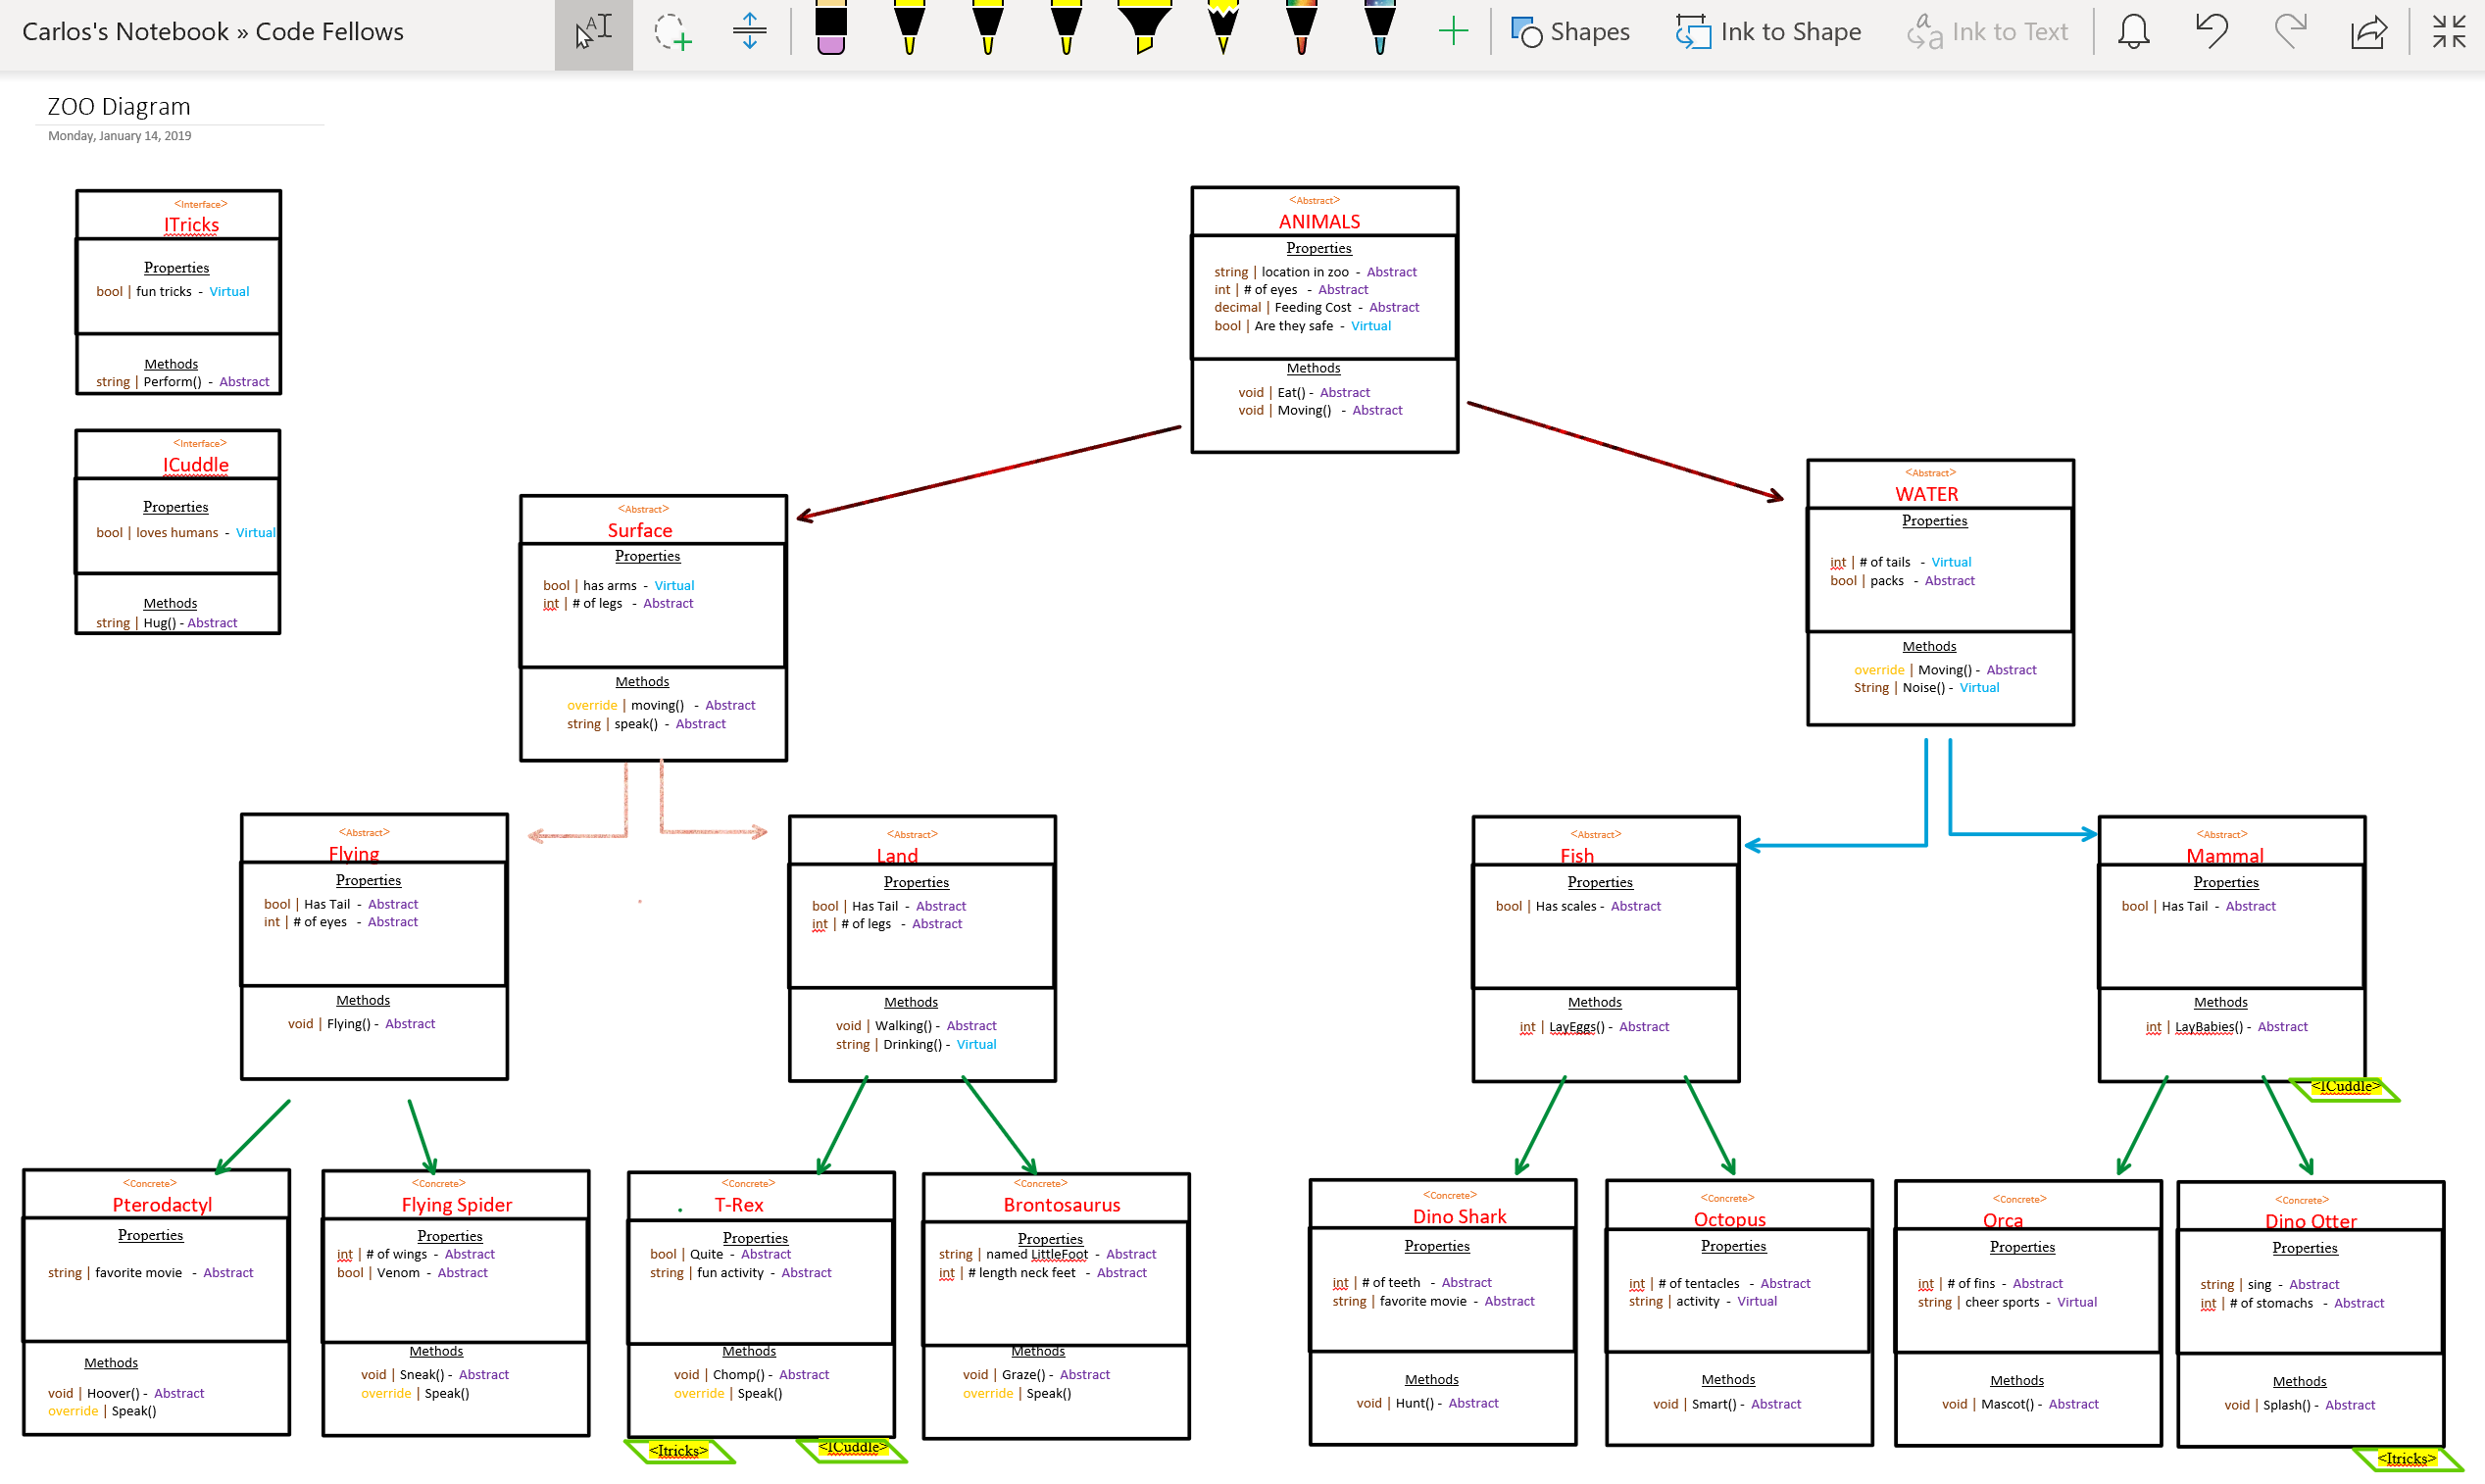 Carlos's Notebook » Code Fellows
Shapes
Ink to Shape
Ink to Text
ZOO Diagram
Monday, January 14, 2019
<Interface>
ITricks
Properties
bool | fun tricks - Virtual
Methods
string | Perform() - Abstract
<Interface>
ICuddle
Properties
bool | loves humans - Virtual
Methods
string | Hug() - Abstract
<Abstract>
ANIMALS
Properties
string | location in zoo - Abstract
int | # of eyes - Abstract
decimal | Feeding Cost - Abstract
bool | Are they safe - Virtual
Methods
void | Eat() - Abstract
void | Moving() - Abstract
<Abstract>
Surface
Properties
bool | has arms - Virtual
int | # of legs - Abstract
Methods
override | moving() - Abstract
string | speak() - Abstract
<Abstract>
WATER
Properties
int | # of tails - Virtual
bool | packs - Abstract
Methods
override | Moving() - Abstract
String | Noise() - Virtual
<Abstract>
Flying
Properties
bool | Has Tail - Abstract
int | # of eyes - Abstract
Methods
void | Flying() - Abstract
<Abstract>
Land
Properties
bool | Has Tail - Abstract
int | # of legs - Abstract
Methods
void | Walking() - Abstract
string | Drinking() - Virtual
<Abstract>
Fish
Properties
bool | Has scales - Abstract
Methods
int | LayEggs() - Abstract
<Abstract>
Mammal
Properties
bool | Has Tail - Abstract
Methods
int | LayBabies() - Abstract
<ICuddle>
<Concrete>
Pterodactyl
Properties
string | favorite movie - Abstract
Methods
void | Hoover() - Abstract
override | Speak()
<Concrete>
Flying Spider
Properties
int | # of wings - Abstract
bool | Venom - Abstract
Methods
void | Sneak() - Abstract
override | Speak()
<Concrete>
T-Rex
Properties
bool | Quite - Abstract
string | fun activity - Abstract
Methods
void | Chomp() - Abstract
override | Speak()
<Itricks>
<ICuddle>
<Concrete>
Brontosaurus
Properties
string | named LittleFoot - Abstract
int | # length neck feet - Abstract
Methods
void | Graze() - Abstract
override | Speak()
<Concrete>
Dino Shark
Properties
int | # of teeth - Abstract
string | favorite movie - Abstract
Methods
void | Hunt() - Abstract
<Concrete>
Octopus
Properties
int | # of tentacles - Abstract
string | activity - Virtual
Methods
void | Smart() - Abstract
<Concrete>
Orca
Properties
int | # of fins - Abstract
string | cheer sports - Virtual
Methods
void | Mascot() - Abstract
<Concrete>
Dino Otter
Properties
string | sing - Abstract
int | # of stomachs - Abstract
Methods
void | Splash() - Abstract
<Itricks>